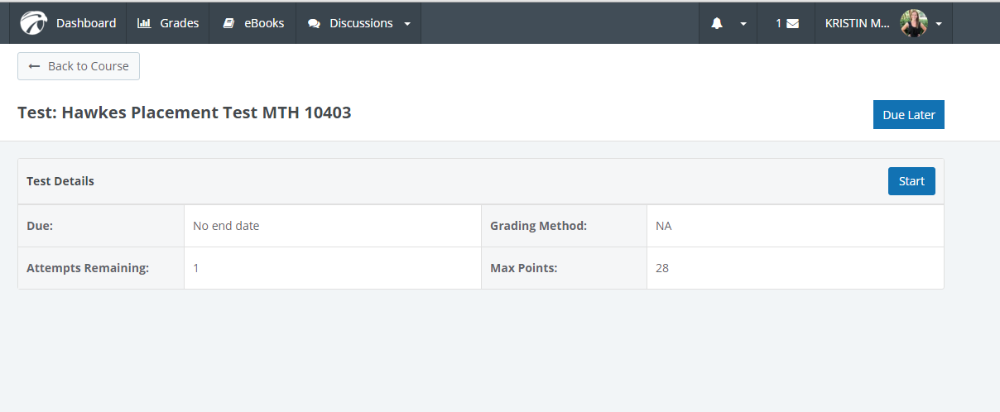 Dashboard Grades eBooks Discussions 1 KRISTIN M...
Back to Course
Test: Hawkes Placement Test MTH 10403
Due Later
Test Details
Start
Due: No end date Grading Method: NA
Attempts Remaining: 1 Max Points: 28